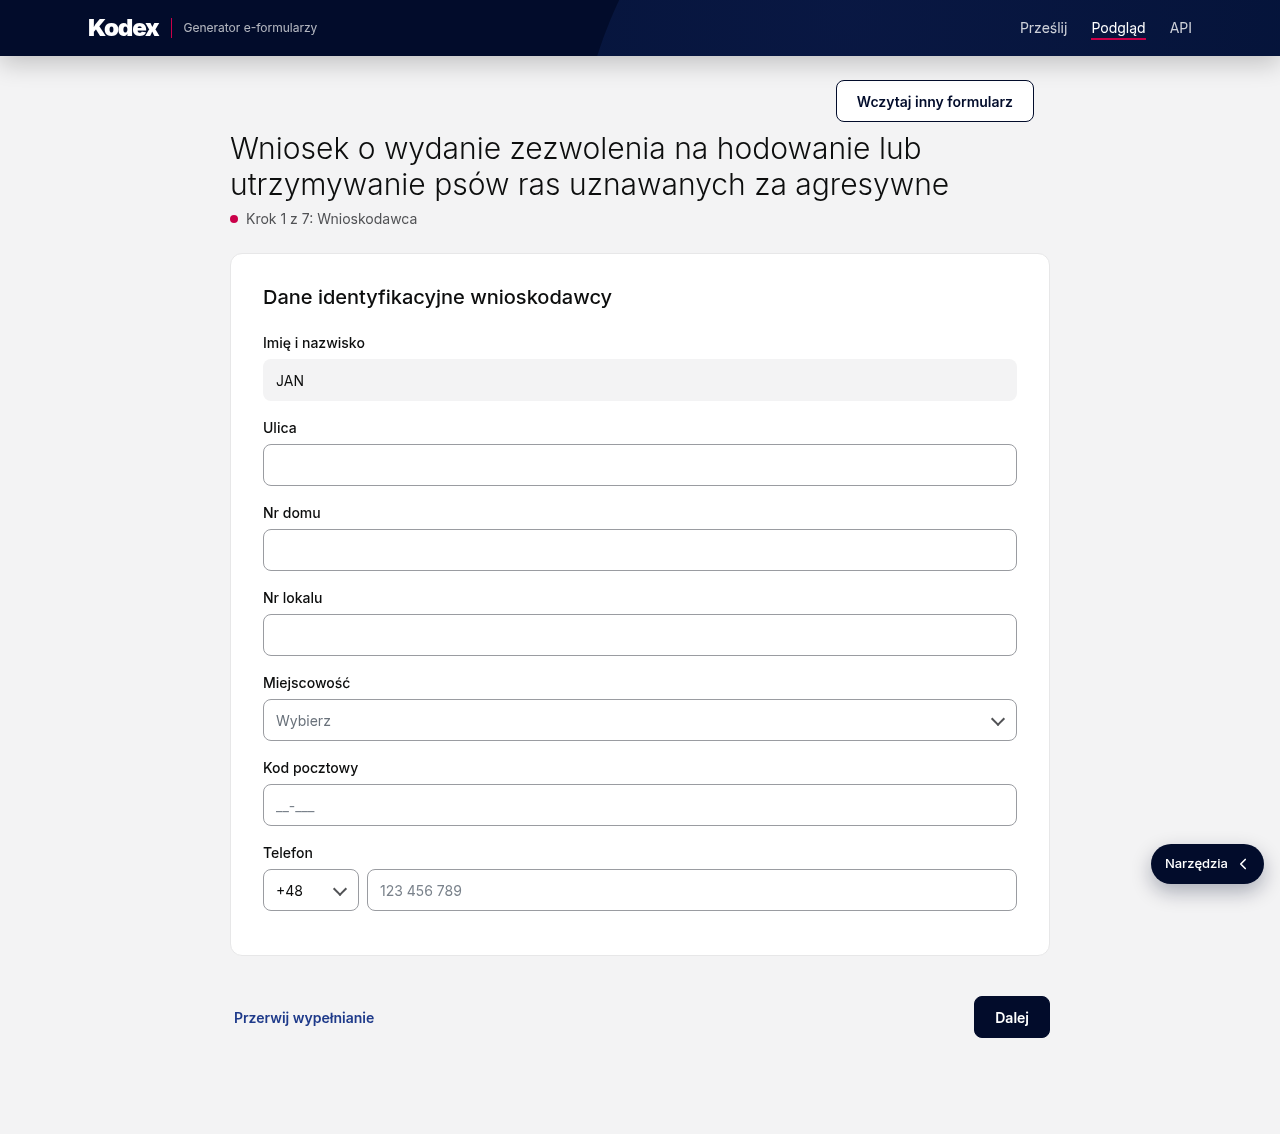 Kodex
Generator e-formularzy
Prześlij
Podgląd
API
Wczytaj inny formularz
Wniosek o wydanie zezwolenia na hodowanie lub
utrzymywanie psów ras uznawanych za agresywne
Krok 1 z 7: Wnioskodawca
Dane identyfikacyjne wnioskodawcy
Imię i nazwisko
JAN
Ulica
Nr domu
Nr lokalu
Miejscowość
Wybierz
Kod pocztowy
__-___
Telefon
+48
123 456 789
Narzędzia
Przerwij wypełnianie
Dalej